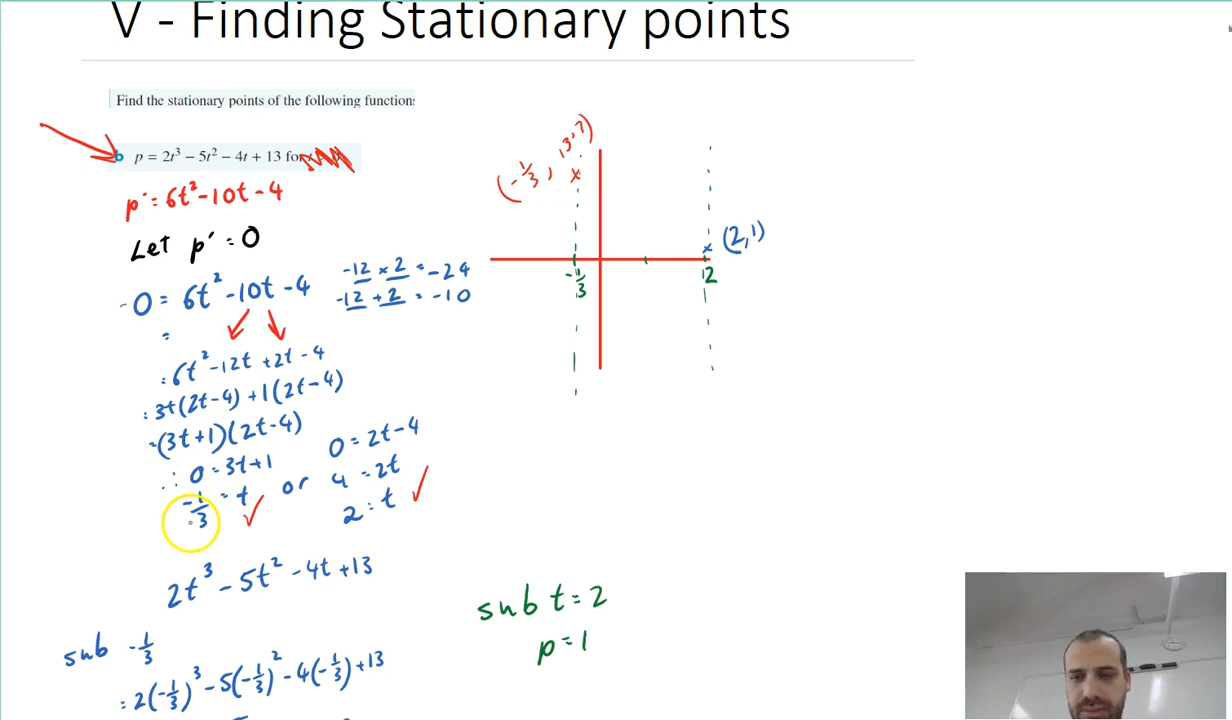 V - Finding Stationary points
Find the stationary points of the following function:
b p = 2t³ − 5t² − 4t + 13 for
p' = 6t² - 10t - 4
Let p' = 0
0 = 6t² - 10t - 4
-12 × 2 = -24
-12 + 2 = -10
=
= 6t² - 12t + 2t - 4
= 3t(2t - 4) + 1(2t - 4)
= (3t + 1)(2t - 4)
∴ 0 = 3t + 1 or 0 = 2t - 4
-1/3 = t ✓ 4 = 2t
2 = t ✓
2t³ - 5t² - 4t + 13
sub -1/3
= 2(-1/3)³ - 5(-1/3)² - 4(-1/3) + 13
(-1/3, 13.7)
x
x (2,1)
-1/3
2
sub t = 2
p = 1